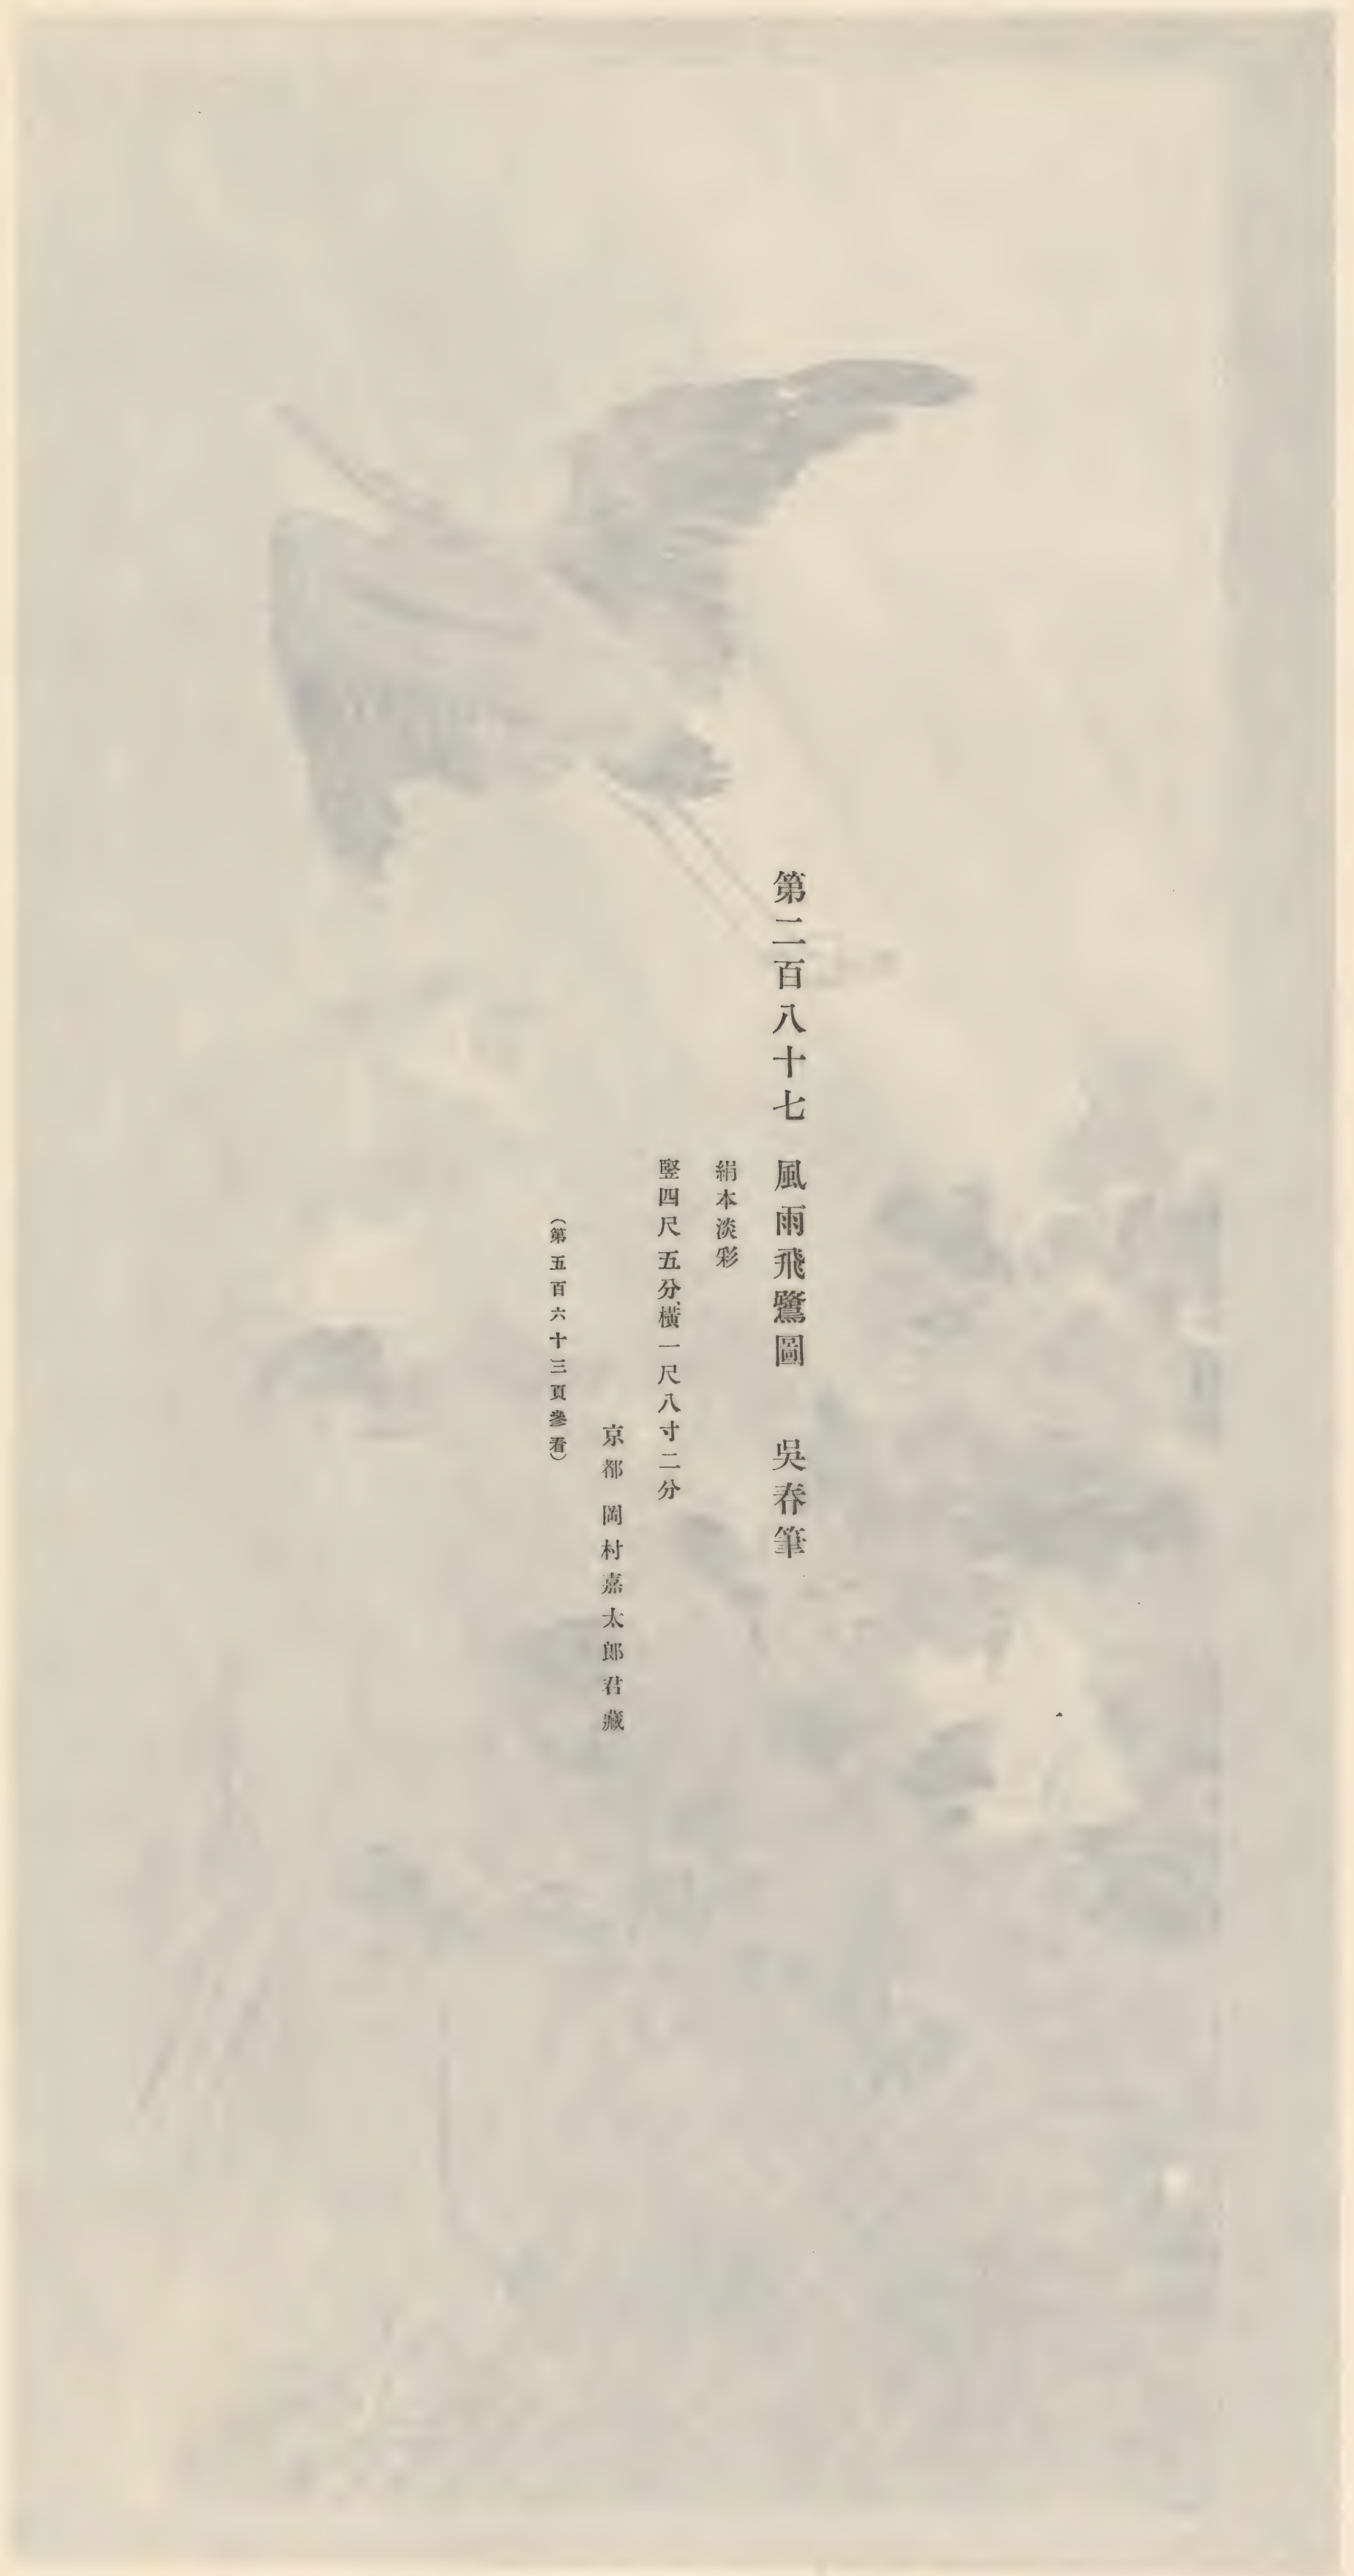 第二百八十七 風雨飛鷺圖 吳春筆
絹本淡彩
竪四尺五分、橫一尺八寸二分
京都 岡村嘉太郎君藏
（第五百六十三頁參看）